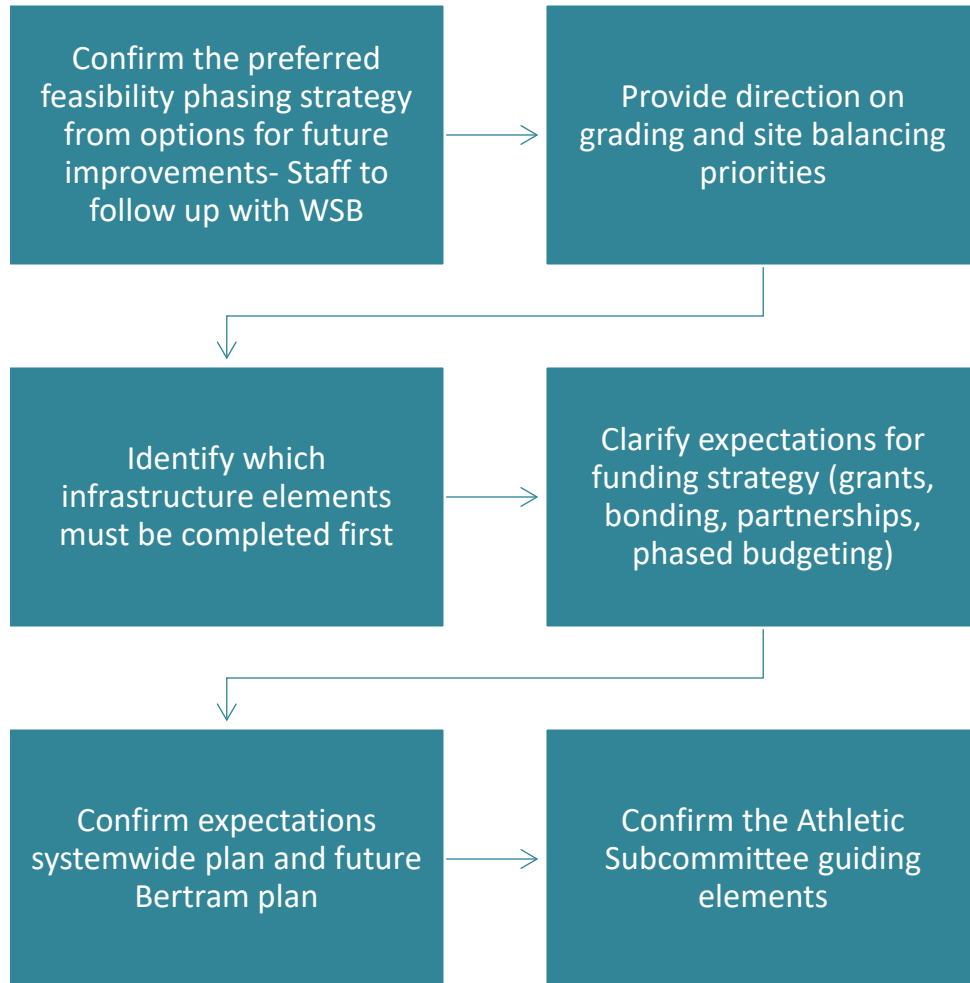 Confirm the preferred
feasibility phasing strategy
from options for future
improvements- Staff to
follow up with WSB
Provide direction on
grading and site balancing
priorities
Identify which
infrastructure elements
must be completed first
Clarify expectations for
funding strategy (grants,
bonding, partnerships,
phased budgeting)
Confirm expectations
systemwide plan and future
Bertram plan
Confirm the Athletic
Subcommittee guiding
elements